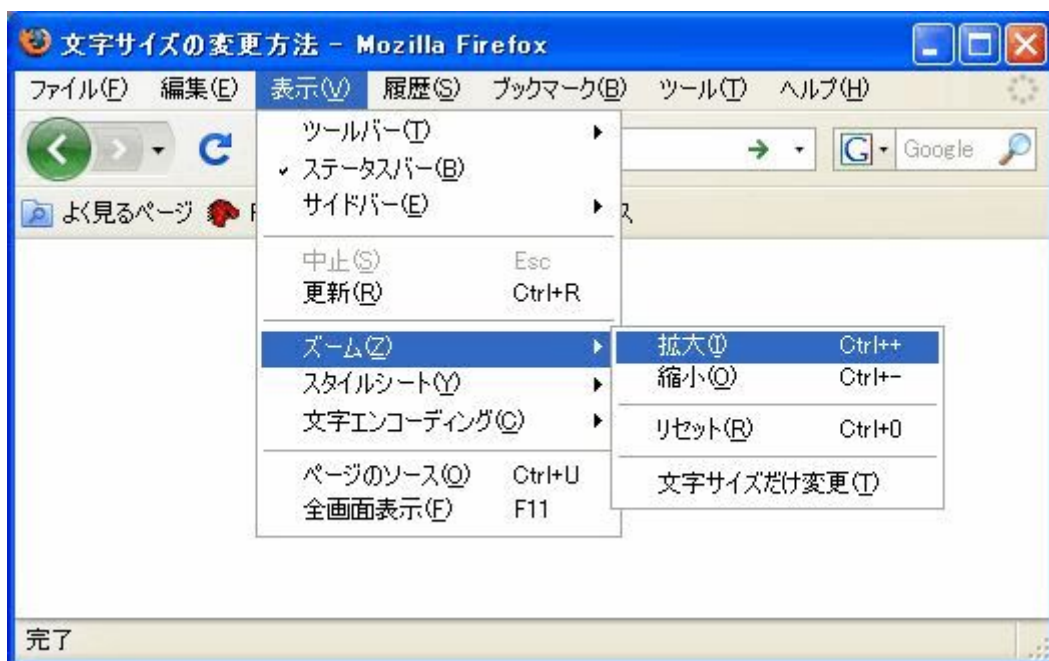 文字サイズの変更方法 - Mozilla Firefox
ファイル(F) 編集(E) 表示(V) 履歴(S) ブックマーク(B) ツール(T) ヘルプ(H)
Google
よく見るページ
ツールバー(T)
ステータスバー(B)
サイドバー(E)
中止(S) Esc
更新(R) Ctrl+R
ズーム(Z)
スタイルシート(Y)
文字エンコーディング(C)
ページのソース(O) Ctrl+U
全画面表示(F) F11
拡大(I) Ctrl++
縮小(O) Ctrl+-
リセット(R) Ctrl+0
文字サイズだけ変更(T)
完了